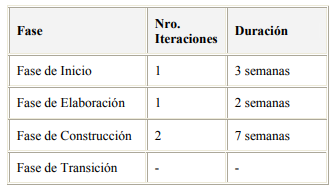 Fase Nro. Iteraciones Duración
Fase de Inicio 1 3 semanas
Fase de Elaboración 1 2 semanas
Fase de Construcción 2 7 semanas
Fase de Transición - -